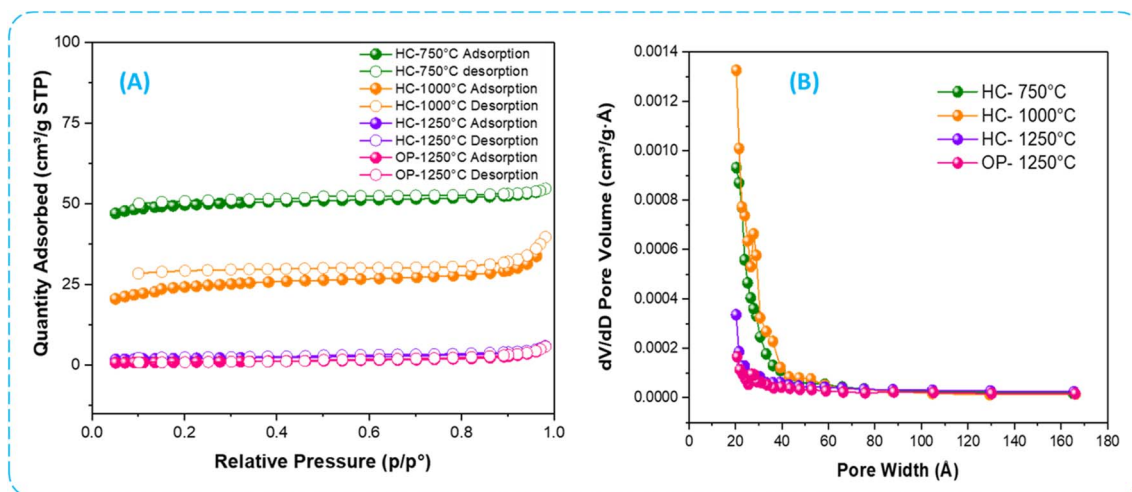 (A)
100
75
50
25
0
Quantity Adsorbed (cm³/g STP)
HC-750°C Adsorption
HC-750°C desorption
HC-1000°C Adsorption
HC-1000°C Desorption
HC-1250°C Adsorption
HC-1250°C Desorption
OP-1250°C Adsorption
OP-1250°C Desorption
0.0 0.2 0.4 0.6 0.8 1.0
Relative Pressure (p/p°)
(B)
0.0014
0.0012
0.0010
0.0008
0.0006
0.0004
0.0002
0.0000
dV/dD Pore Volume (cm³/g·Å)
HC- 750°C
HC- 1000°C
HC- 1250°C
OP- 1250°C
0 20 40 60 80 100 120 140 160 180
Pore Width (Å)